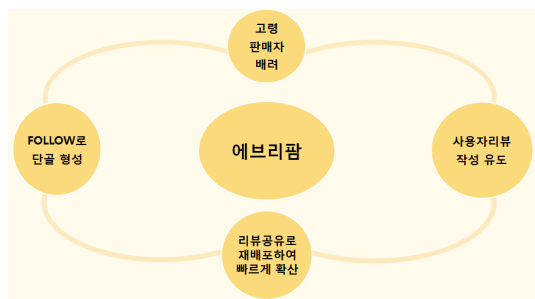 고령
판매자
배려
FOLLOW로
단골 형성
에브리팜
사용자리뷰
작성 유도
리뷰공유로
재배포하여
빠르게 확산